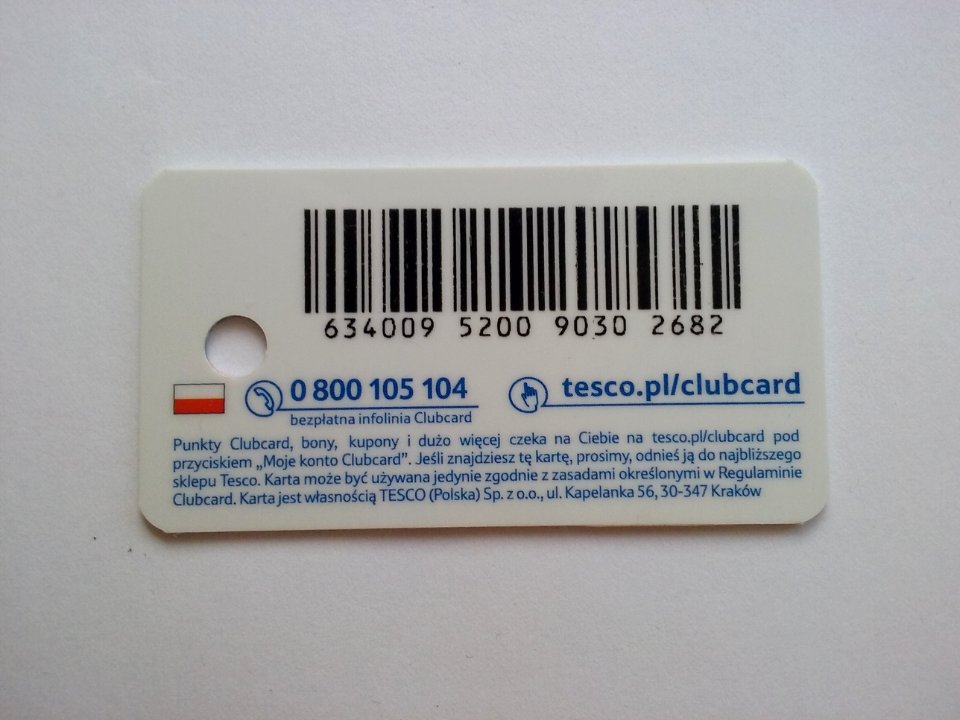 634009 5200 9030 2682
0 800 105 104
bezpłatna infolinia Clubcard
tesco.pl/clubcard
Punkty Clubcard, bony, kupony i dużo więcej czeka na Ciebie na tesco.pl/clubcard pod
przyciskiem „Moje konto Clubcard”. Jeśli znajdziesz tę kartę, prosimy, odnieś ją do najbliższego
sklepu Tesco. Karta może być używana jedynie zgodnie z zasadami określonymi w Regulaminie
Clubcard. Karta jest własnością TESCO (Polska) Sp. z o.o., ul. Kapelanka 56, 30-347 Kraków